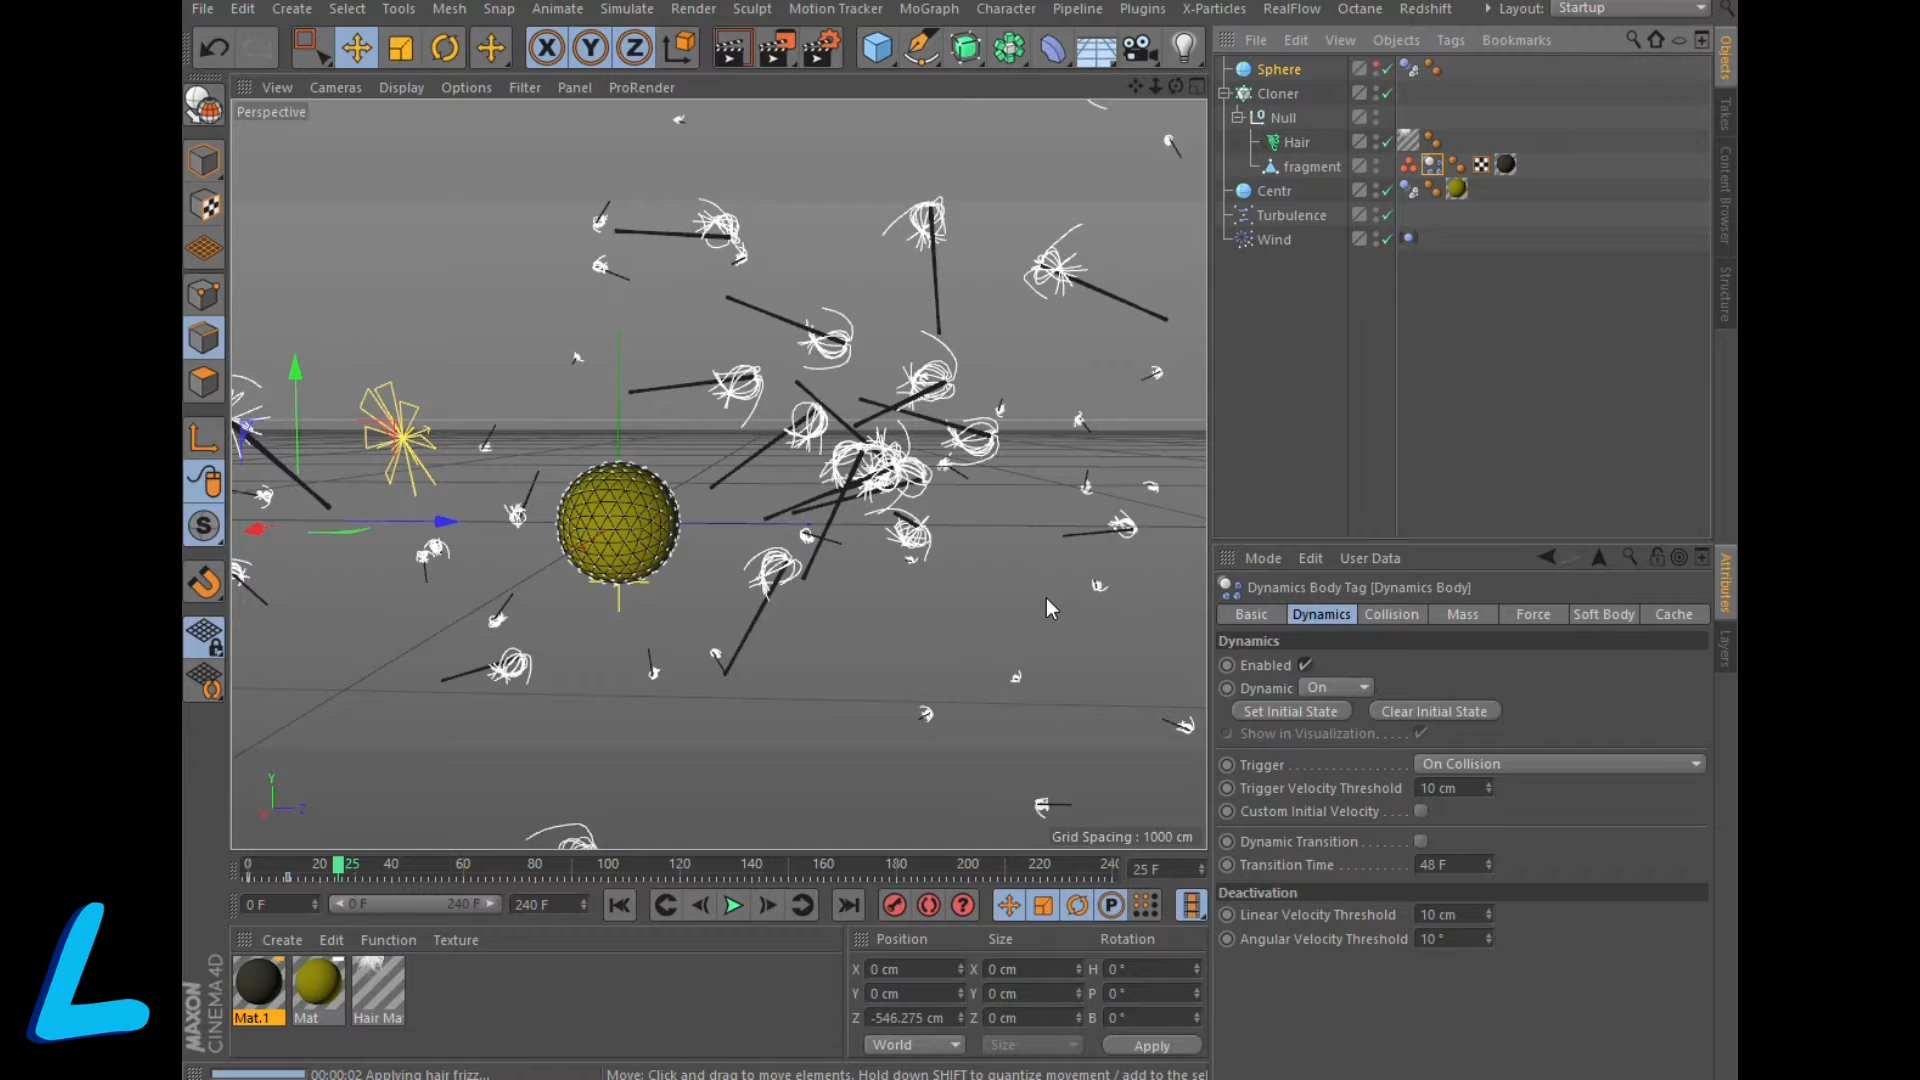 File Edit Create Select Tools Mesh Snap Animate Simulate Render Sculpt Motion Tracker MoGraph Character Pipeline Plugins X-Particles RealFlow Octane Redshift Layout: Startup
X Y Z
File Edit View Objects Tags Bookmarks
View Cameras Display Options Filter Panel ProRender
Perspective
Sphere
Cloner
Null
Hair
fragment
Centr
Turbulence
Wind
Objects
Takes
Content Browser
Structure
Mode Edit User Data
Dynamics Body Tag [Dynamics Body]
Basic Dynamics Collision Mass Force Soft Body Cache
Dynamics
Enabled
Dynamic On
Set Initial State Clear Initial State
Show in Visualization. . . . .
Trigger . . . . . . . . . . . . . . . . On Collision
Trigger Velocity Threshold 10 cm
Custom Initial Velocity . . . .
Dynamic Transition . . . . . . .
Transition Time . . . . . . . . . . 48 F
Deactivation
Linear Velocity Threshold 10 cm
Angular Velocity Threshold 10 °
Attributes
Layers
Y
X
Z
Grid Spacing : 1000 cm
0 20 25 40 60 80 100 120 140 160 180 200 220 240 25 F
0 F 0 F 240 F 240 F
P
Create Edit Function Texture
Mat.1 Mat Hair Ma
Position Size Rotation
X 0 cm X 0 cm H 0 °
Y 0 cm Y 0 cm P 0 °
Z -546.275 cm Z 0 cm B 0 °
World Size Apply
MAXON
CINEMA4D
00:00:02 Applying hair frizz...
Move: Click and drag to move elements. Hold down SHIFT to quantize movement / add to the sel
S
L